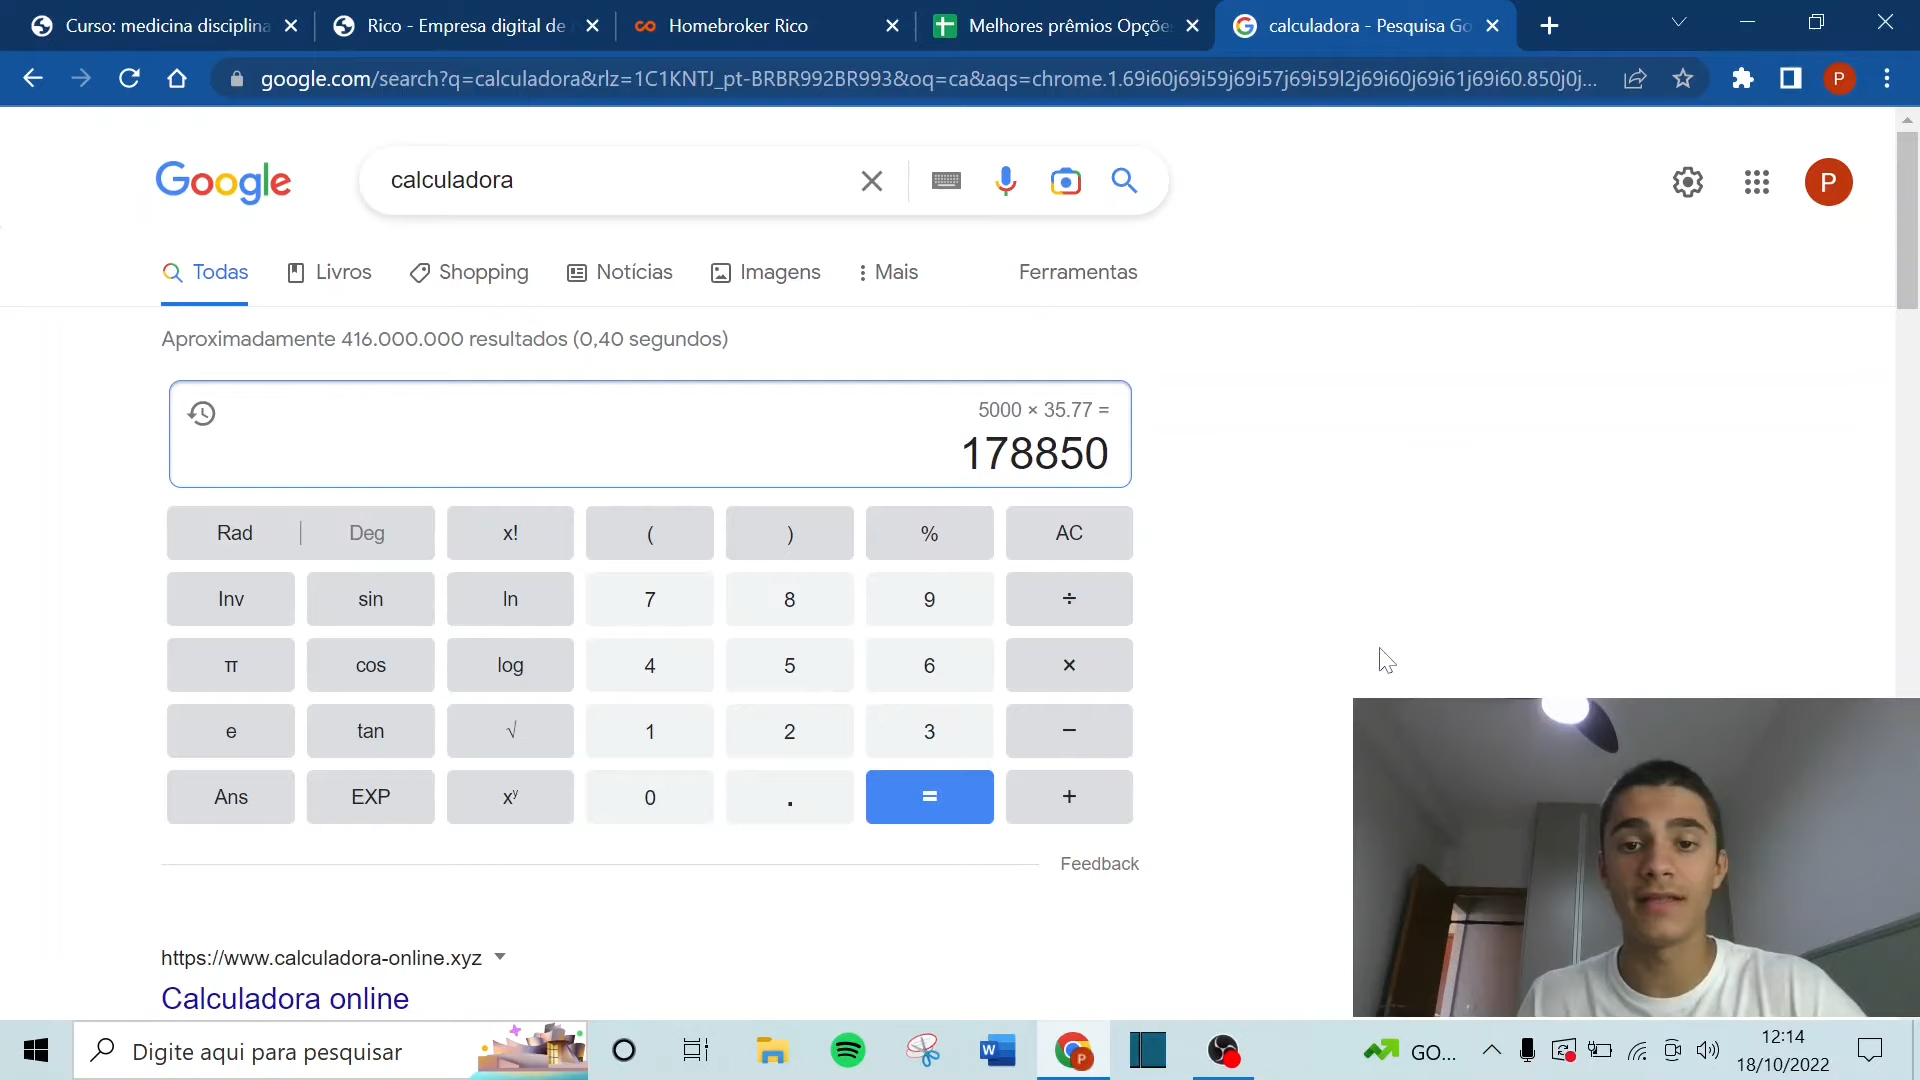 Curso: medicina disciplina
Rico - Empresa digital de
Homebroker Rico
Melhores prêmios Opçõe
calculadora - Pesquisa Go
google.com/search?q=calculadora&rlz=1C1KNTJ_pt-BRBR992BR993&oq=ca&aqs=chrome.1.69i60j69i59j69i57j69i59l2j69i60j69i61j69i60.850j0j...
P
Google
calculadora
P
Todas
Livros
Shopping
Notícias
Imagens
Mais
Ferramentas
Aproximadamente 416.000.000 resultados (0,40 segundos)
5000 × 35.77 =
178850
Rad | Deg x! ( ) % AC
Inv sin ln 7 8 9 ÷
π cos log 4 5 6 ×
e tan √ 1 2 3 −
Ans EXP xʸ 0 . = +
Feedback
https://www.calculadora-online.xyz
Calculadora online
Digite aqui para pesquisar
W
P
GO...
12:14
18/10/2022